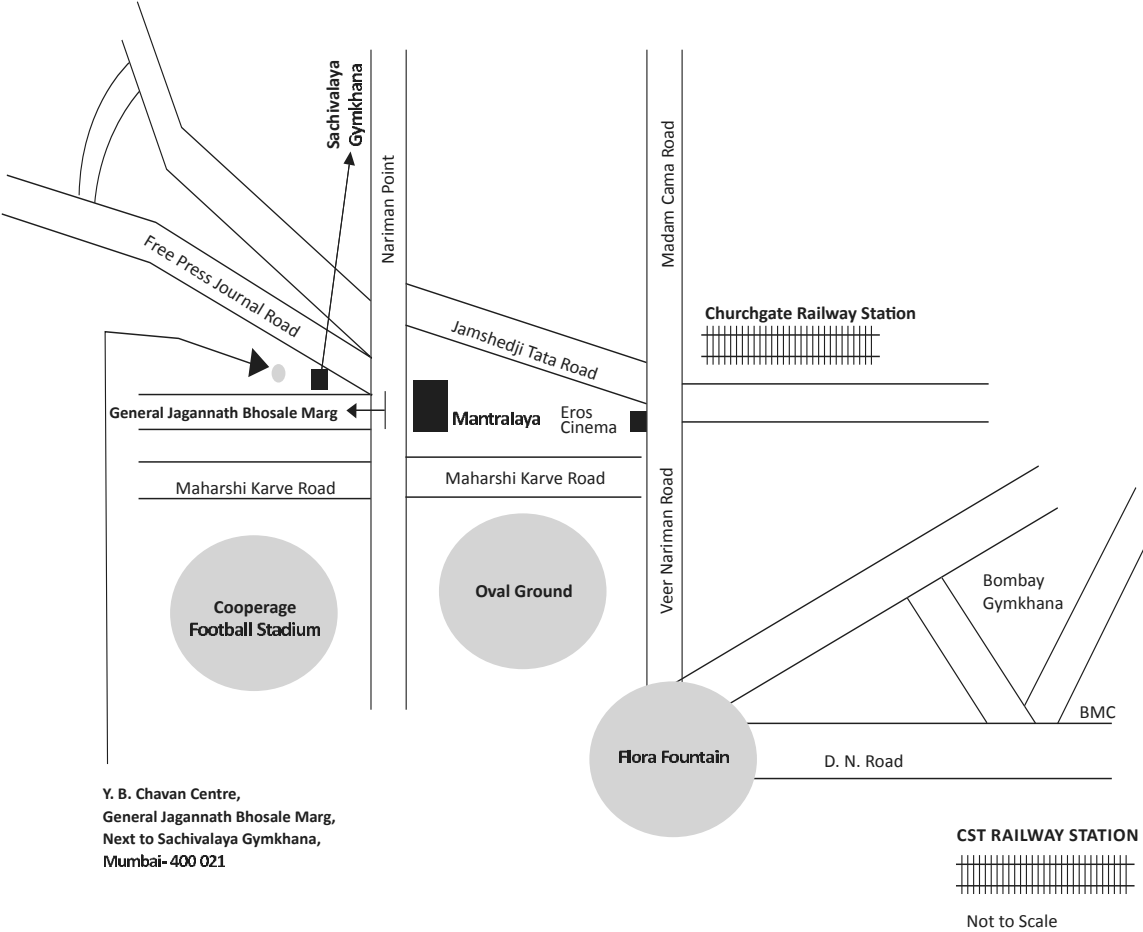 Sachivalaya
Gymkhana
Nariman Point
Madam Cama Road
Free Press Journal Road
Jamshedji Tata Road
Churchgate Railway Station
General Jagannath Bhosale Marg
Mantralaya
Eros
Cinema
Maharshi Karve Road
Maharshi Karve Road
Veer Nariman Road
Cooperage
Football Stadium
Oval Ground
Bombay
Gymkhana
BMC
Flora Fountain
D. N. Road
Y. B. Chavan Centre,
General Jagannath Bhosale Marg,
Next to Sachivalaya Gymkhana,
Mumbai- 400 021
CST RAILWAY STATION
Not to Scale